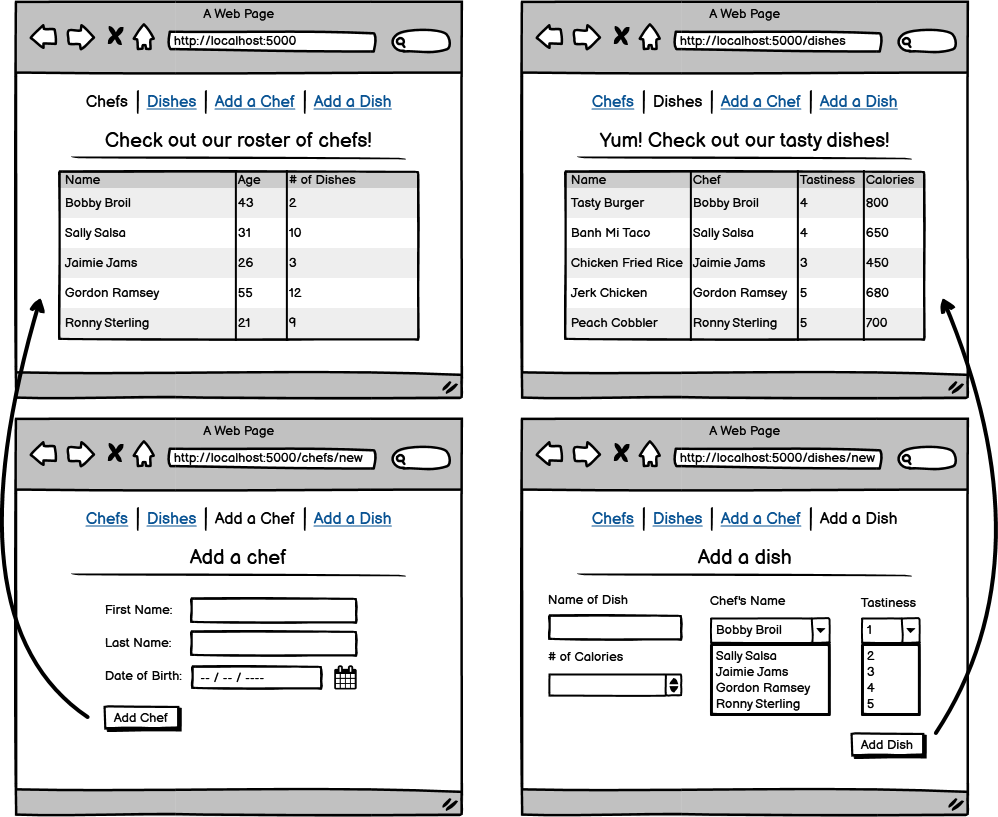 A Web Page
http://localhost:5000
Chefs | Dishes | Add a Chef | Add a Dish
Check out our roster of chefs!
Name Age # of Dishes
Bobby Broil 43 2
Sally Salsa 31 10
Jaimie Jams 26 3
Gordon Ramsey 55 12
Ronny Sterling 21 9
A Web Page
http://localhost:5000/dishes
Chefs | Dishes | Add a Chef | Add a Dish
Yum! Check out our tasty dishes!
Name Chef Tastiness Calories
Tasty Burger Bobby Broil 4 800
Banh Mi Taco Sally Salsa 4 650
Chicken Fried Rice Jaimie Jams 3 450
Jerk Chicken Gordon Ramsey 5 680
Peach Cobbler Ronny Sterling 5 700
A Web Page
http://localhost:5000/chefs/new
Chefs | Dishes | Add a Chef | Add a Dish
Add a chef
First Name:
Last Name:
Date of Birth: -- / -- / ----
Add Chef
A Web Page
http://localhost:5000/dishes/new
Chefs | Dishes | Add a Chef | Add a Dish
Add a dish
Name of Dish
# of Calories
Chef's Name
Bobby Broil
Sally Salsa
Jaimie Jams
Gordon Ramsey
Ronny Sterling
Tastiness
1
2
3
4
5
Add Dish